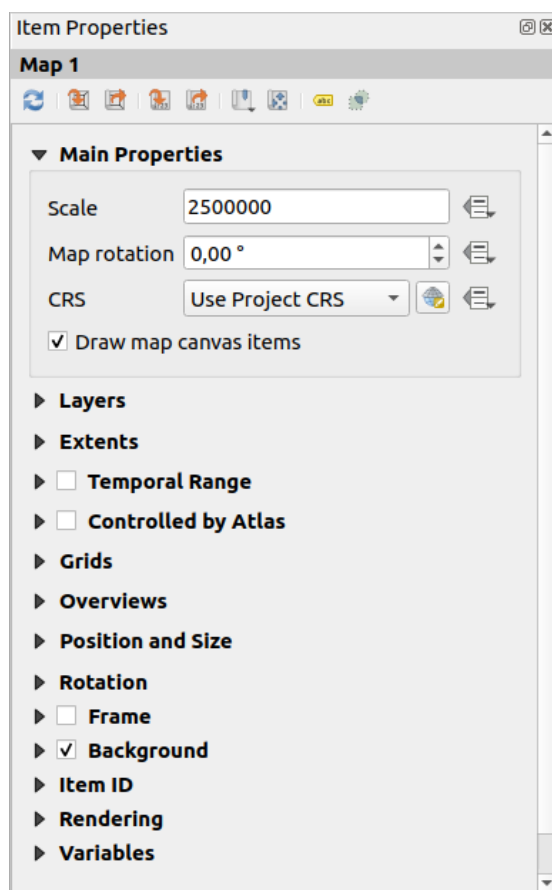 Item Properties
Map 1
Main Properties
Scale 2500000
Map rotation 0,00 °
CRS Use Project CRS
Draw map canvas items
Layers
Extents
Temporal Range
Controlled by Atlas
Grids
Overviews
Position and Size
Rotation
Frame
Background
Item ID
Rendering
Variables